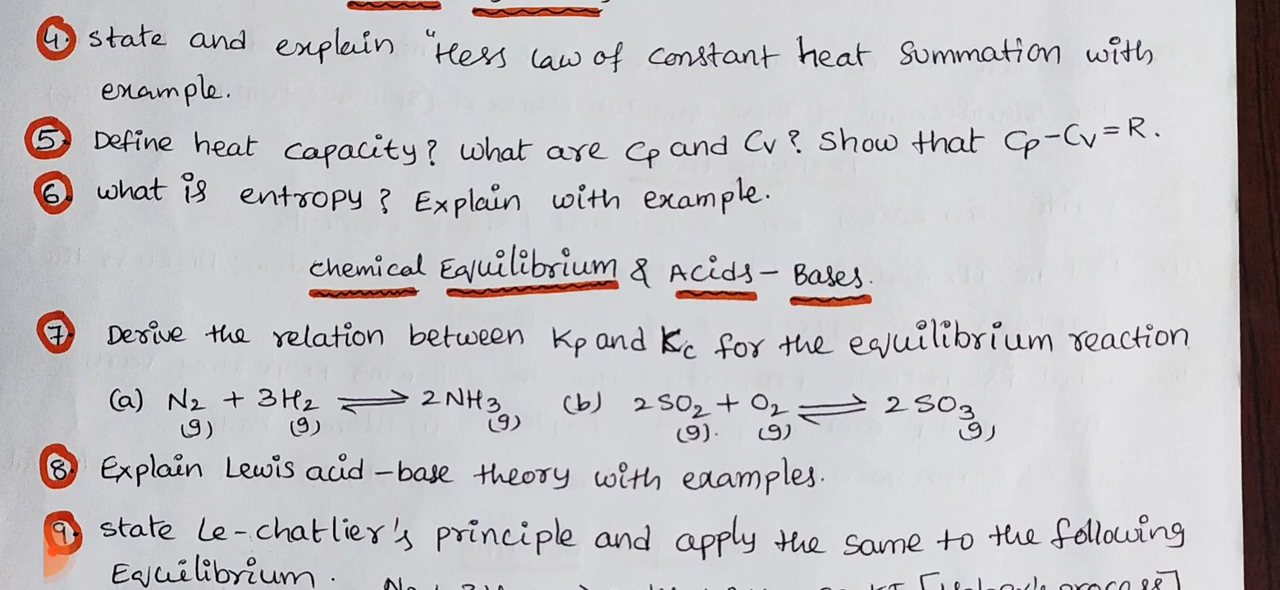 4. State and explain "Hess law of constant heat summation with
example.
5. Define heat capacity? what are Cp and Cv? Show that Cp-Cv=R.
6. what is entropy? Explain with example.
chemical Equilibrium & Acids- Bases.
7. Derive the relation between Kp and Kc for the equilibrium reaction
(a) N2 + 3H2 ⇌ 2NH3 (b) 2SO2 + O2 ⇌ 2SO3
(g) (g) (g) (g). (g) (g)
8. Explain Lewis acid-base theory with examples.
9. State Le-chatlier's principle and apply the same to the following
Equilibrium.